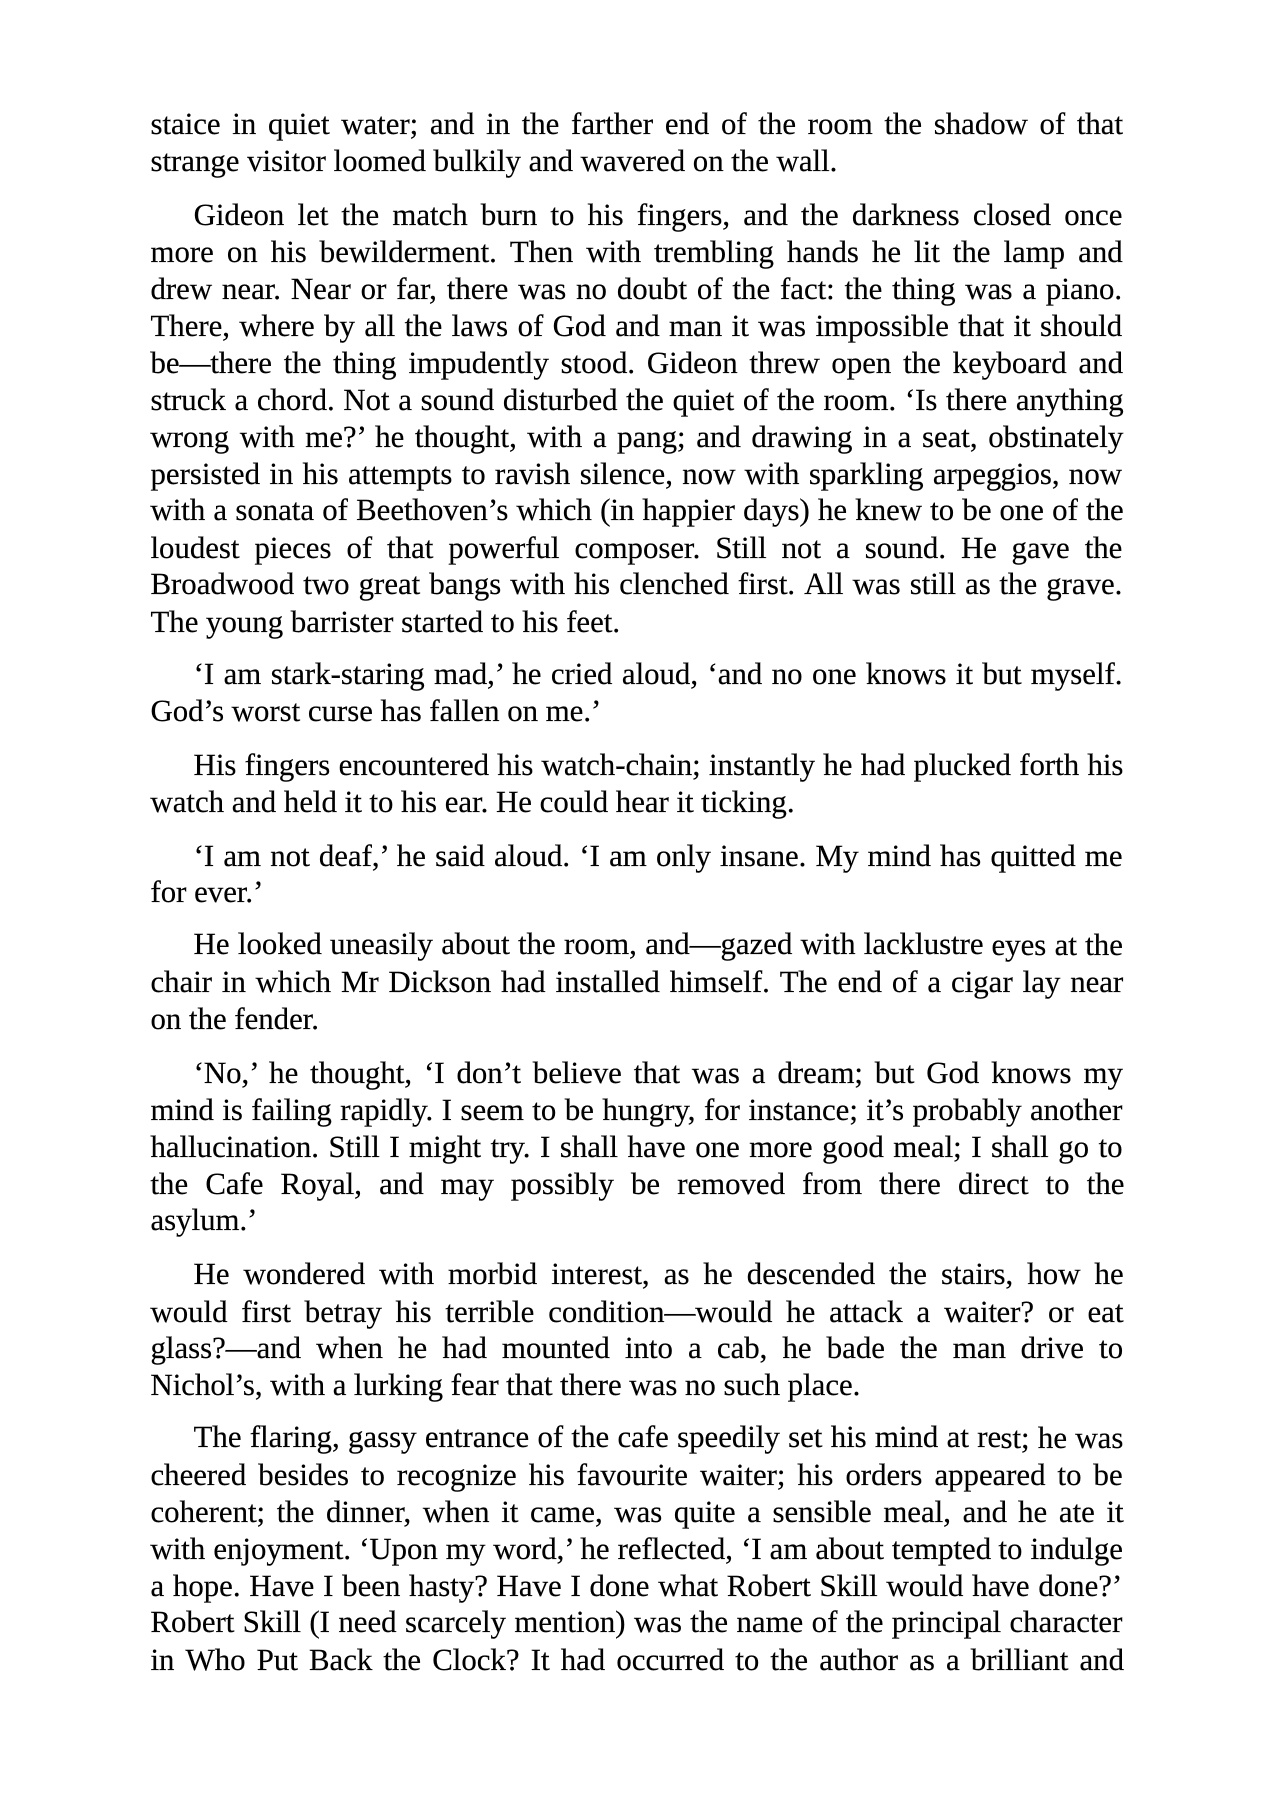 staice in quiet water; and in the farther end of the room the shadow of that
strange visitor loomed bulkily and wavered on the wall.
Gideon let the match burn to his fingers, and the darkness closed once
more on his bewilderment. Then with trembling hands he lit the lamp and
drew near. Near or far, there was no doubt of the fact: the thing was a piano.
There, where by all the laws of God and man it was impossible that it should
be—there the thing impudently stood. Gideon threw open the keyboard and
struck a chord. Not a sound disturbed the quiet of the room. ‘Is there anything
wrong with me?’ he thought, with a pang; and drawing in a seat, obstinately
persisted in his attempts to ravish silence, now with sparkling arpeggios, now
with a sonata of Beethoven’s which (in happier days) he knew to be one of the
loudest pieces of that powerful composer. Still not a sound. He gave the
Broadwood two great bangs with his clenched first. All was still as the grave.
The young barrister started to his feet.
‘I am stark-staring mad,’ he cried aloud, ‘and no one knows it but myself.
God’s worst curse has fallen on me.’
His fingers encountered his watch-chain; instantly he had plucked forth his
watch and held it to his ear. He could hear it ticking.
‘I am not deaf,’ he said aloud. ‘I am only insane. My mind has quitted me
for ever.’
He looked uneasily about the room, and—gazed with lacklustre eyes at the
chair in which Mr Dickson had installed himself. The end of a cigar lay near
on the fender.
‘No,’ he thought, ‘I don’t believe that was a dream; but God knows my
mind is failing rapidly. I seem to be hungry, for instance; it’s probably another
hallucination. Still I might try. I shall have one more good meal; I shall go to
the Cafe Royal, and may possibly be removed from there direct to the
asylum.’
He wondered with morbid interest, as he descended the stairs, how he
would first betray his terrible condition—would he attack a waiter? or eat
glass?—and when he had mounted into a cab, he bade the man drive to
Nichol’s, with a lurking fear that there was no such place.
The flaring, gassy entrance of the cafe speedily set his mind at rest; he was
cheered besides to recognize his favourite waiter; his orders appeared to be
coherent; the dinner, when it came, was quite a sensible meal, and he ate it
with enjoyment. ‘Upon my word,’ he reflected, ‘I am about tempted to indulge
a hope. Have I been hasty? Have I done what Robert Skill would have done?’
Robert Skill (I need scarcely mention) was the name of the principal character
in Who Put Back the Clock? It had occurred to the author as a brilliant and